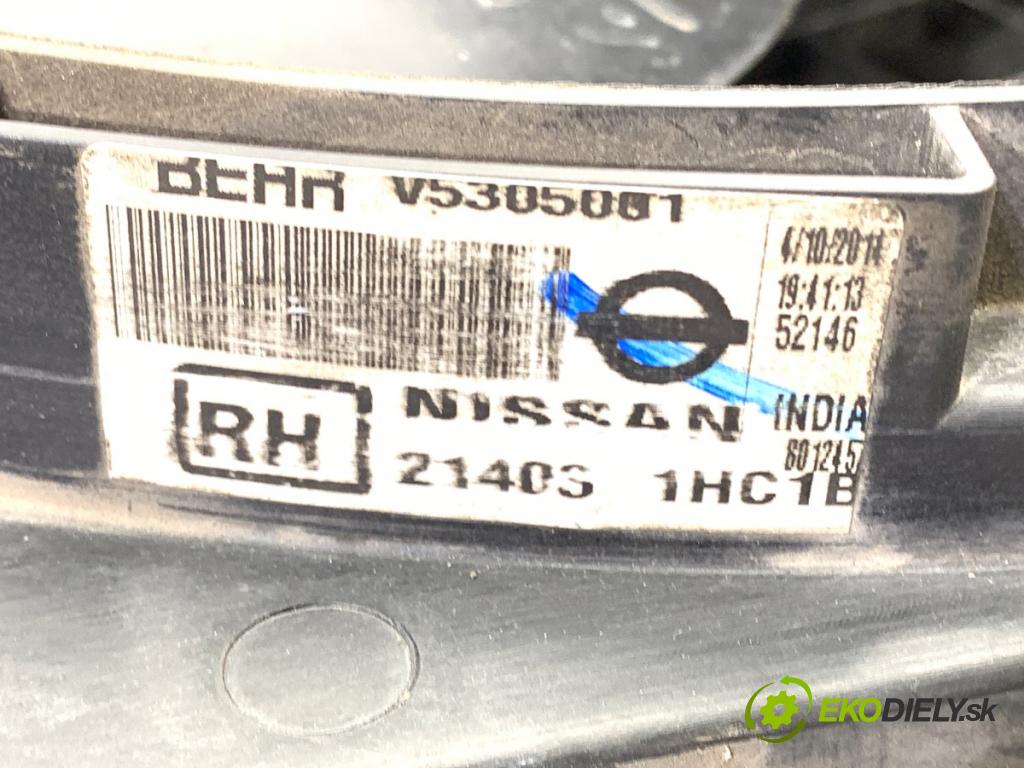 BEHR V5305001
4/10/2014
19:41:13
52146
RH
NISSAN
INDIA
601245
21403 1HC1B
EKODIELY.sk